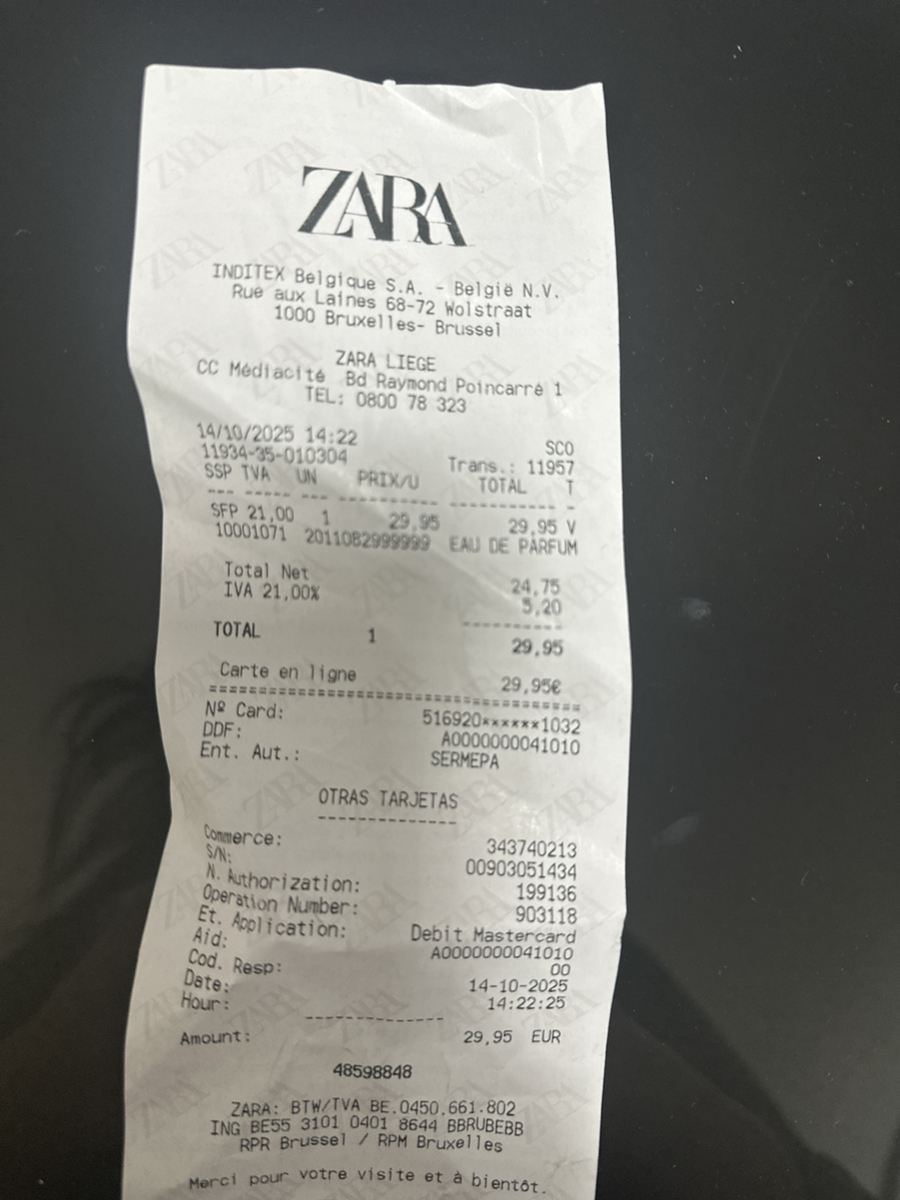 ZARA
INDITEX Belgique S.A. - België N.V.
Rue aux Laines 68-72 Wolstraat
1000 Bruxelles- Brussel
ZARA LIEGE
CC Médiacité Bd Raymond Poincarré 1
TEL: 0800 78 323
14/10/2025 14:22 SCO
11934-35-010304 Trans.: 11957
SSP TVA UN PRIX/U TOTAL T
--- ----- --- ---------- ----------- -
SFP 21,00 1 29,95 29,95 V
10001071 2011082999999 EAU DE PARFUM
Total Net 24,75
IVA 21,00% 5,20
----------
TOTAL 1 29,95
Carte en ligne 29,95€
========================================
Nº Card: 516920******1032
DDF: A0000000041010
Ent. Aut.: SERMEPA
OTRAS TARJETAS
--------------
Commerce: 343740213
S/N: 00903051434
N. Authorization: 199136
Operation Number: 903118
Et. Application: Debit Mastercard
Aid: A0000000041010
Cod. Resp: 00
Date: 14-10-2025
Hour: 14:22:25
--------------
Amount: 29,95 EUR
48598848
ZARA: BTW/TVA BE.0450.661.802
ING BE55 3101 0401 8644 BBRUBEBB
RPR Brussel / RPM Bruxelles
Merci pour votre visite et à bientôt.